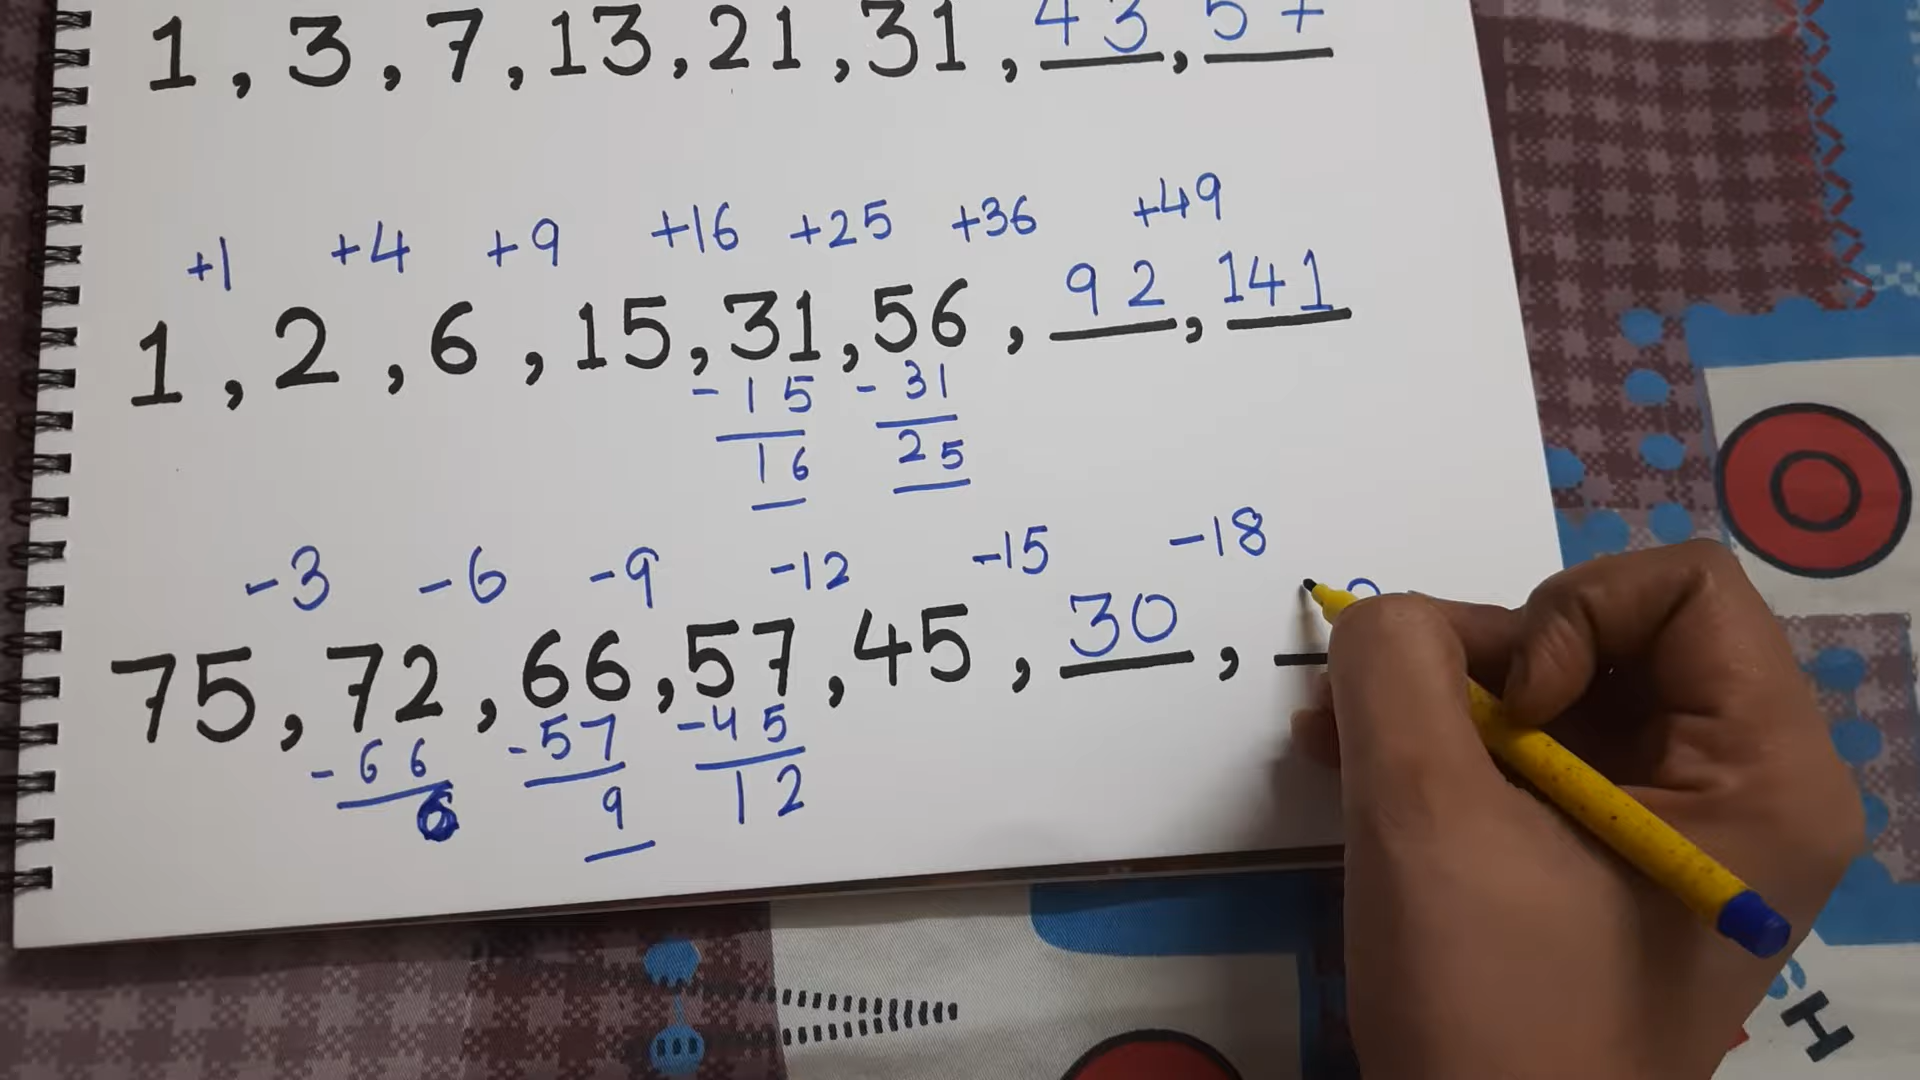 1, 3, 7, 13, 21, 31, 43, 57
+1 +4 +9 +16 +25 +36 +49
1, 2, 6, 15, 31, 56, 92, 141
- 15 - 31
16 25
-3 -6 -9 -12 -15 -18
75, 72, 66, 57, 45, 30,
- 66 - 57 - 45
6 9 12
H